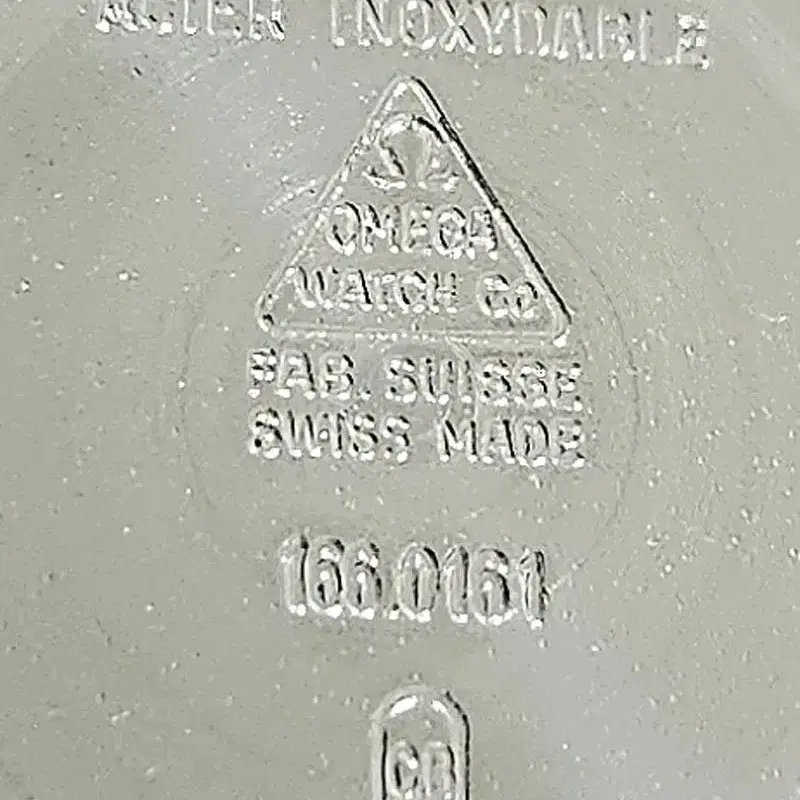 ACIER INOXYDABLE
Ω
OMEGA
WATCH Co
FAB. SUISSE
SWISS MADE
166.0161
CB